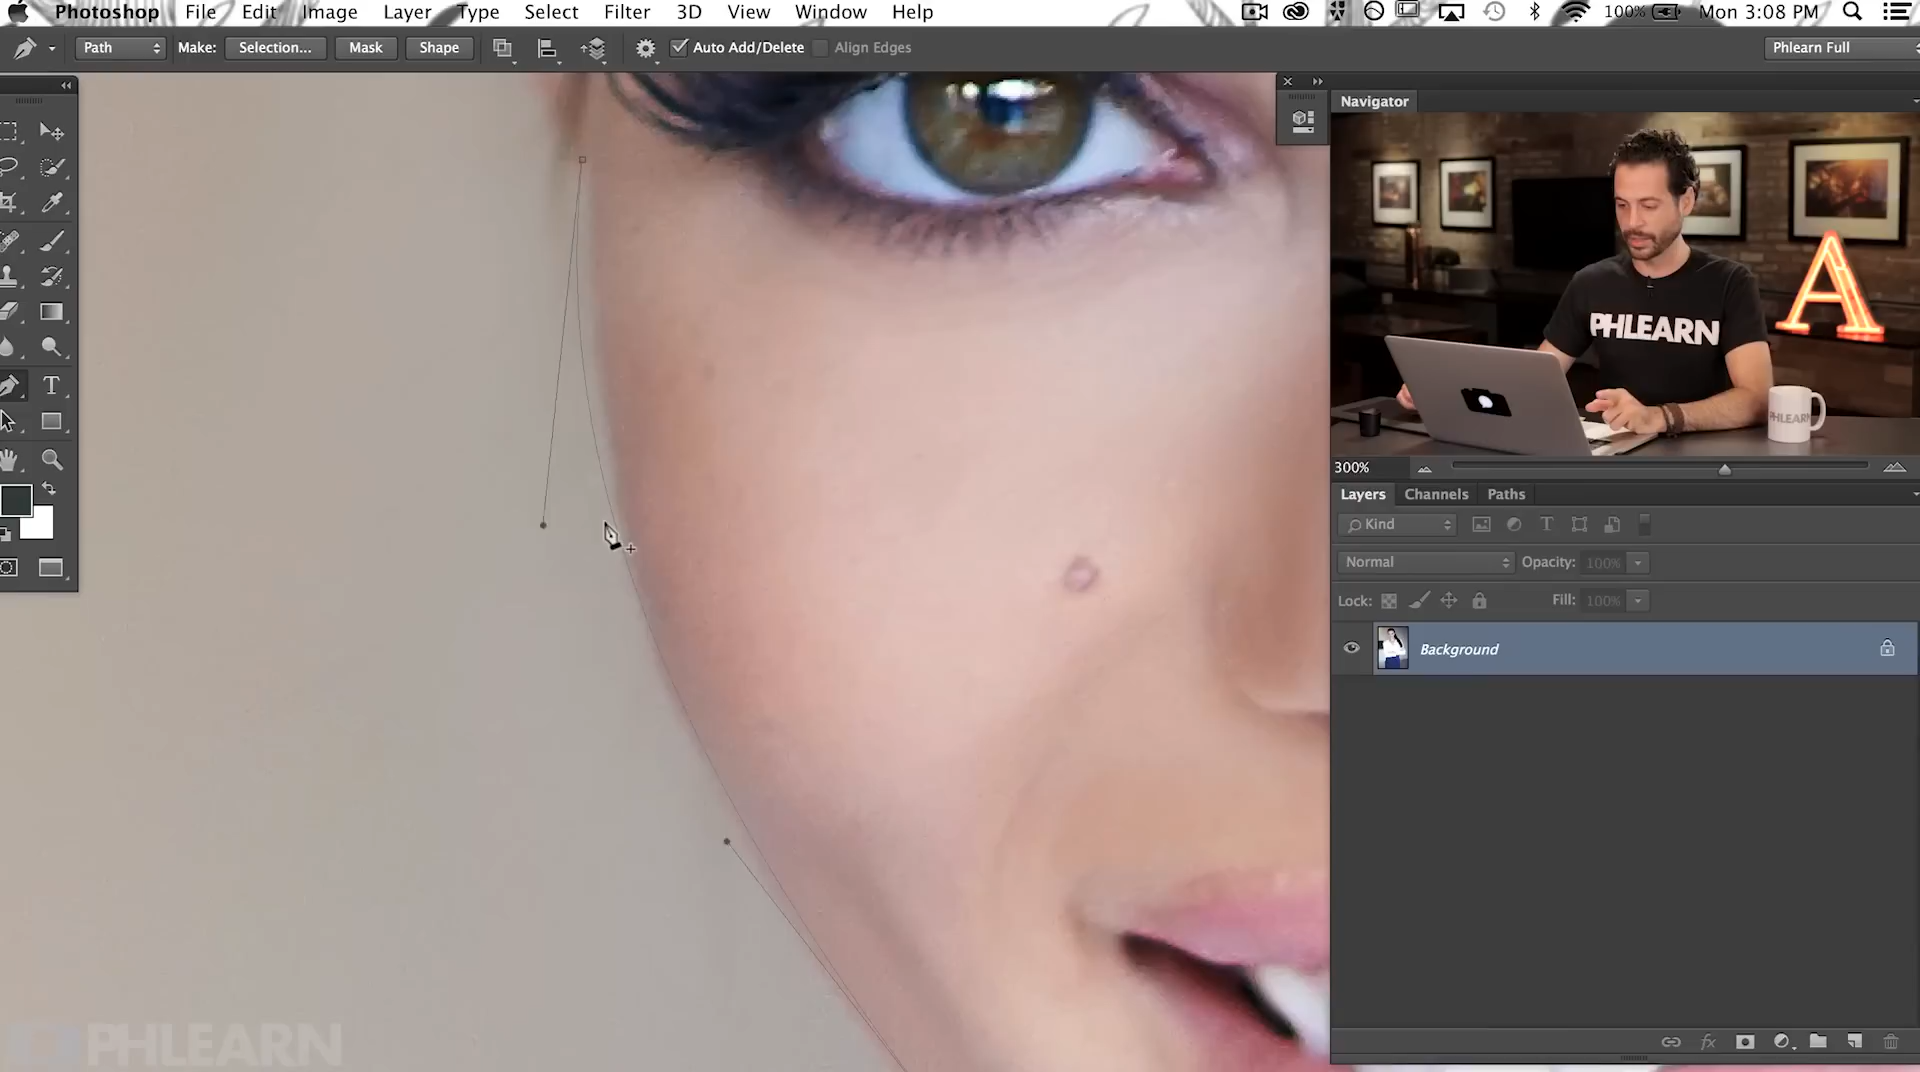 Photoshop File Edit Image Layer Type Select Filter 3D View Window Help 100% Mon 3:08 PM
Path Make: Selection... Mask Shape Auto Add/Delete Align Edges Phlearn Full
Navigator
PHLEARN
A
PHLEARN
T
300%
Layers Channels Paths
Kind T
Normal Opacity: 100%
Lock: Fill: 100%
Background
PHLEARN
fx